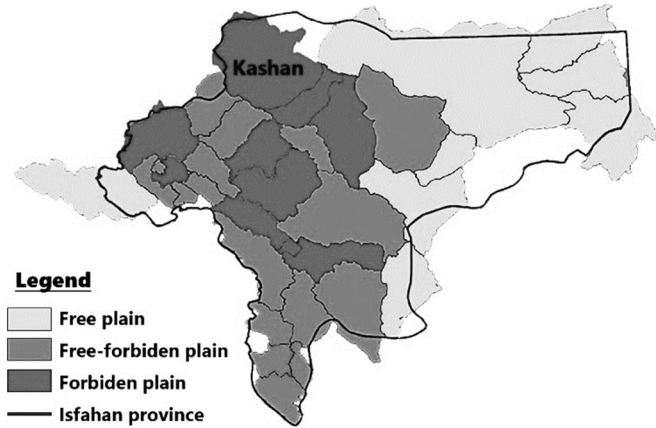 Kashan
Legend
Free plain
Free-forbiden plain
Forbiden plain
Isfahan province